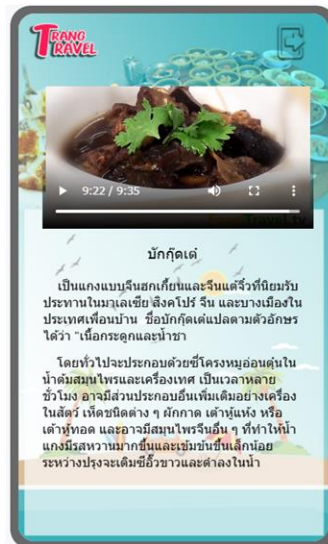 TRANG
TRAVEL
9:22 / 9:35
บักกุ๊ดเต๋
เป็นแกงแบบจีนฮกเกี้ยนและจีนแต้จิ๋วที่นิยมรับ
ประทานในมาเลเซีย สิงคโปร์ จีน และบางเมืองใน
ประเทศเพื่อนบ้าน ชื่อบักกุ๊ดเต๋แปลตามตัวอักษร
ได้ว่า "เนื้อกระดูกและน้ำชา
โดยทั่วไปจะประกอบด้วยซี่โครงหมูอ่อนตุ๋นใน
น้ำต้มสมุนไพรและเครื่องเทศ เป็นเวลาหลาย
ชั่วโมง อาจมีส่วนประกอบอื่นเพิ่มเติมอย่างเครื่อง
ในสัตว์ เห็ดชนิดต่าง ๆ ผักกาด เต้าหู้แห้ง หรือ
เต้าหู้ทอด และอาจมีสมุนไพรจีนอื่น ๆ ที่ทำให้น้ำ
แกงมีรสหวานมากขึ้นและเข้มข้นขึ้นเล็กน้อย
ระหว่างปรุงจะเติมซีอิ๊วขาวและตำลงในน้ำ